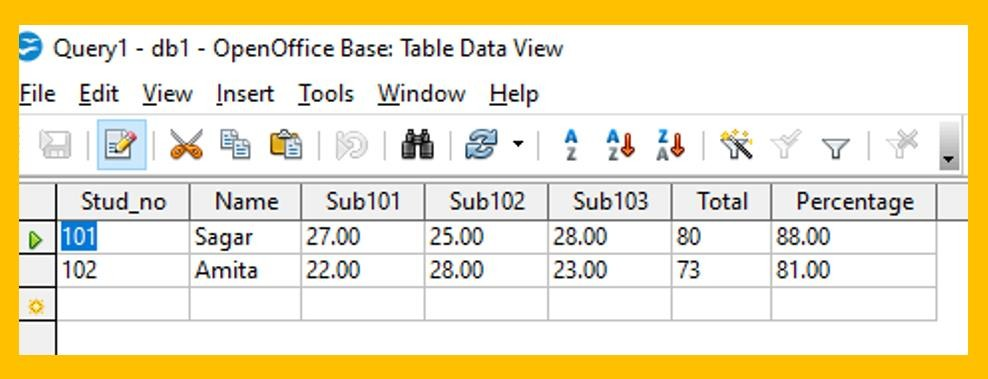 Query1 - db1 - OpenOffice Base: Table Data View
File Edit View Insert Tools Window Help
Stud_no Name Sub101 Sub102 Sub103 Total Percentage
101 Sagar 27.00 25.00 28.00 80 88.00
102 Amita 22.00 28.00 23.00 73 81.00